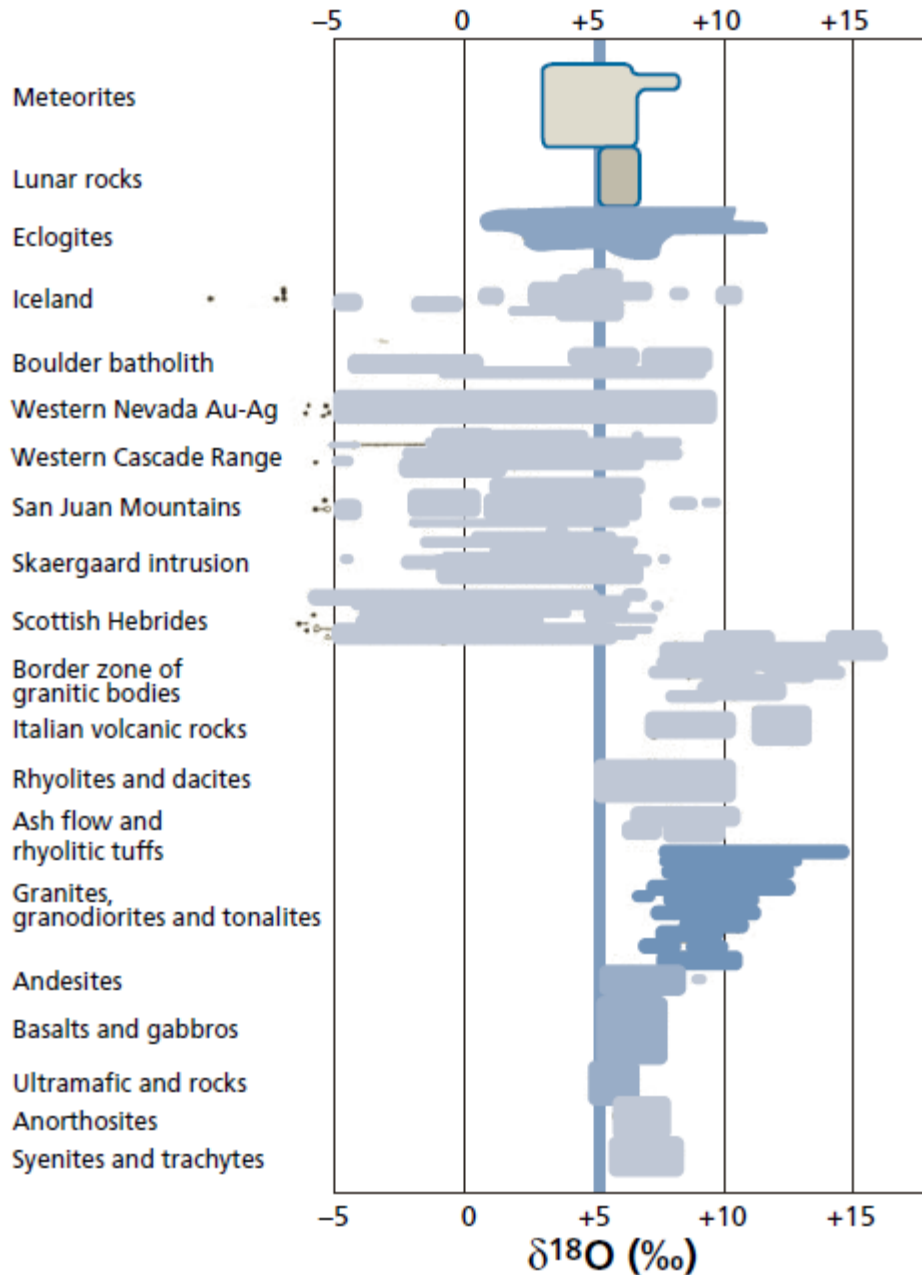 –5 0 +5 +10 +15
Meteorites
Lunar rocks
Eclogites
Iceland
Boulder batholith
Western Nevada Au-Ag
Western Cascade Range
San Juan Mountains
Skaergaard intrusion
Scottish Hebrides
Border zone of
granitic bodies
Italian volcanic rocks
Rhyolites and dacites
Ash flow and
rhyolitic tuffs
Granites,
granodiorites and tonalites
Andesites
Basalts and gabbros
Ultramafic and rocks
Anorthosites
Syenites and trachytes
–5 0 +5 +10 +15
δ¹⁸O (‰)